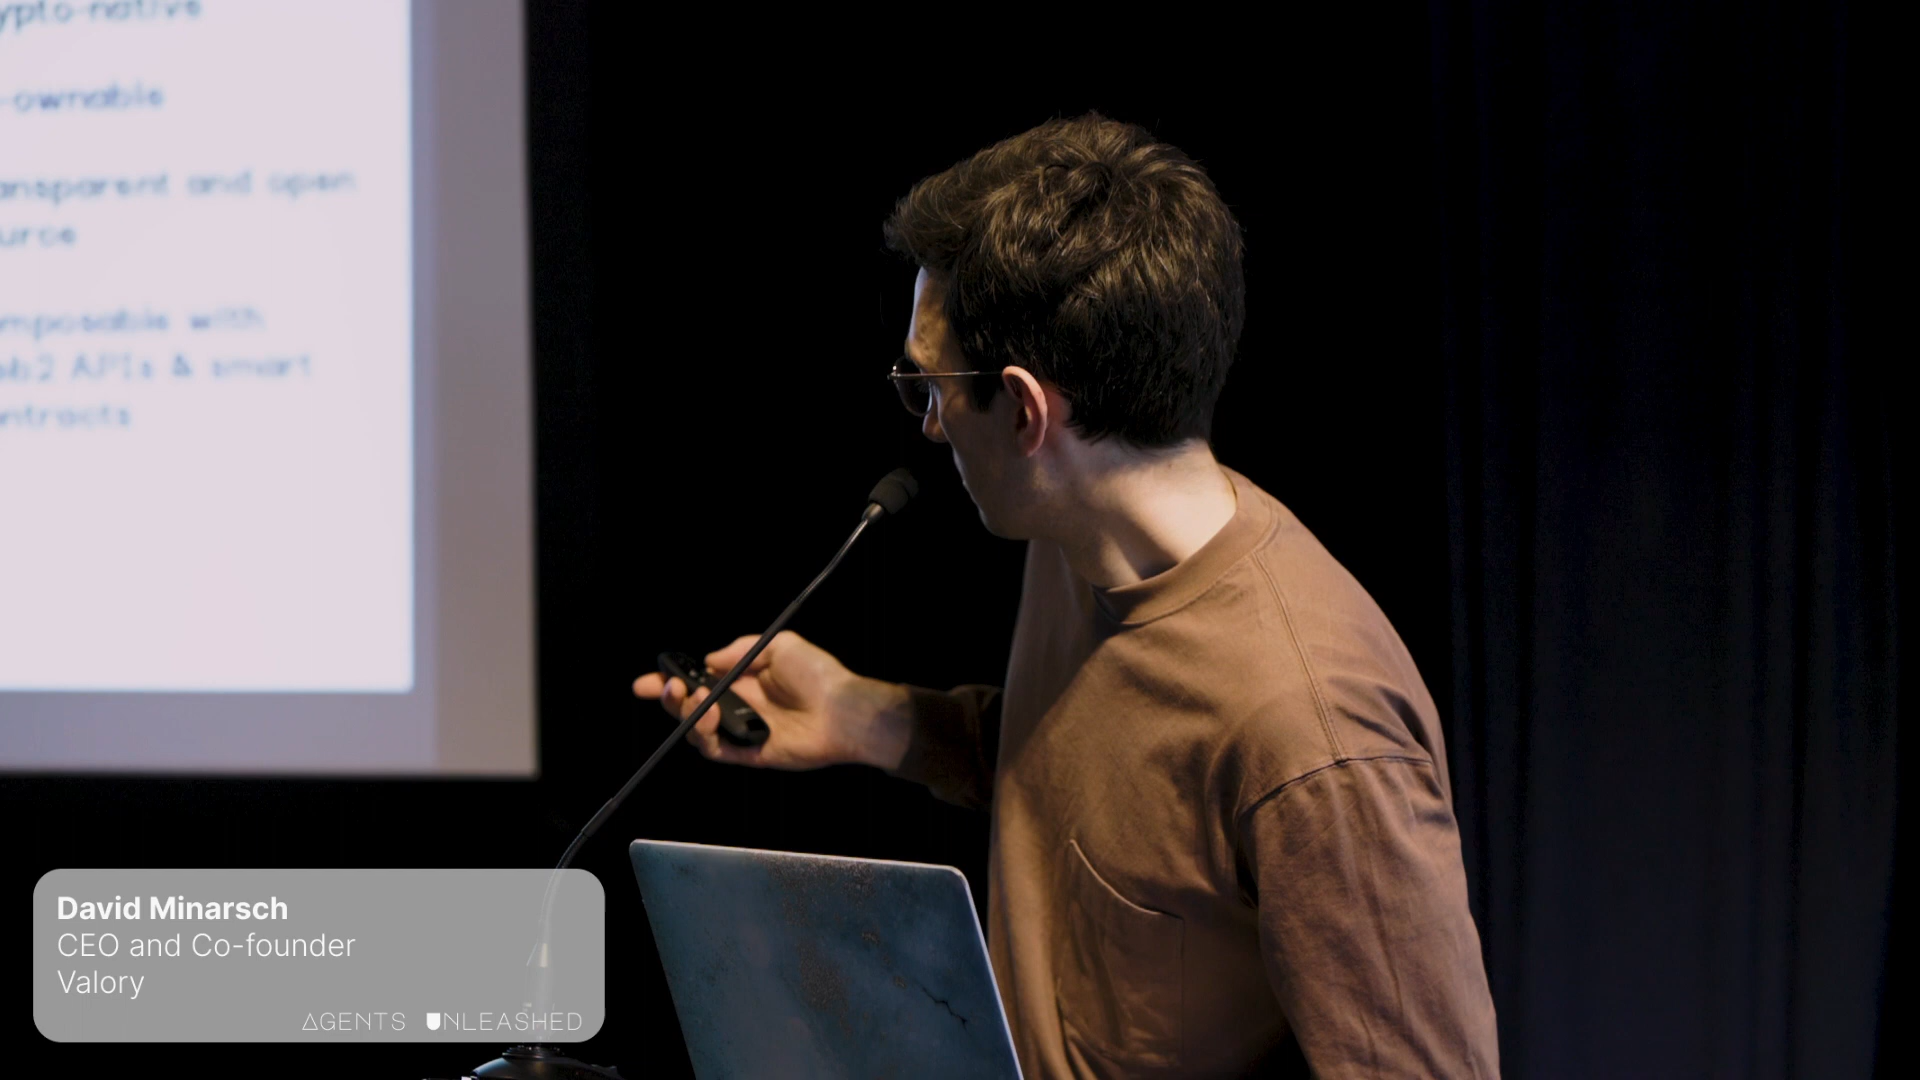 ypto-native
-ownable
ansparent and open
urce
mposable with
eb2 APIs & smart
ntracts
David Minarsch
CEO and Co-founder
Valory
AGENTS UNLEASHED